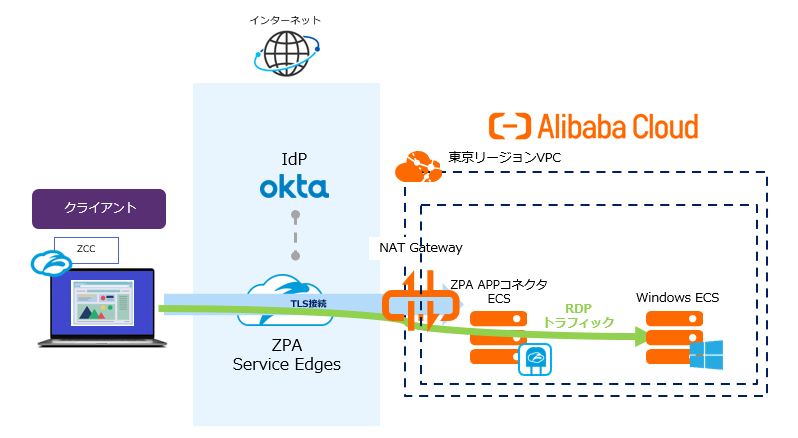 インターネット
Alibaba Cloud
東京リージョンVPC
IdP
okta
クライアント
ZCC
NAT Gateway
ZPA APPコネクタ
ECS
Windows ECS
TLS接続
RDP
トラフィック
ZPA
Service Edges